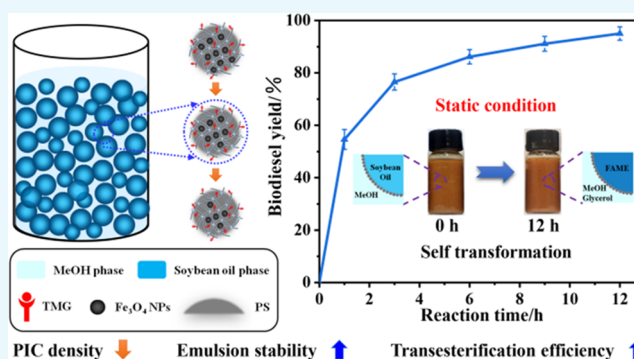 MeOH phase
Soybean oil phase
TMG
Fe₃O₄ NPs
PS
Biodiesel yield/%
100
80
60
40
20
0
Static condition
Soybean
Oil
MeOH
FAME
MeOH
Glycerol
0 h
12 h
Self transformation
0 2 4 6 8 10 12
Reaction time/h
PIC density
Emulsion stability
Transesterification efficiency